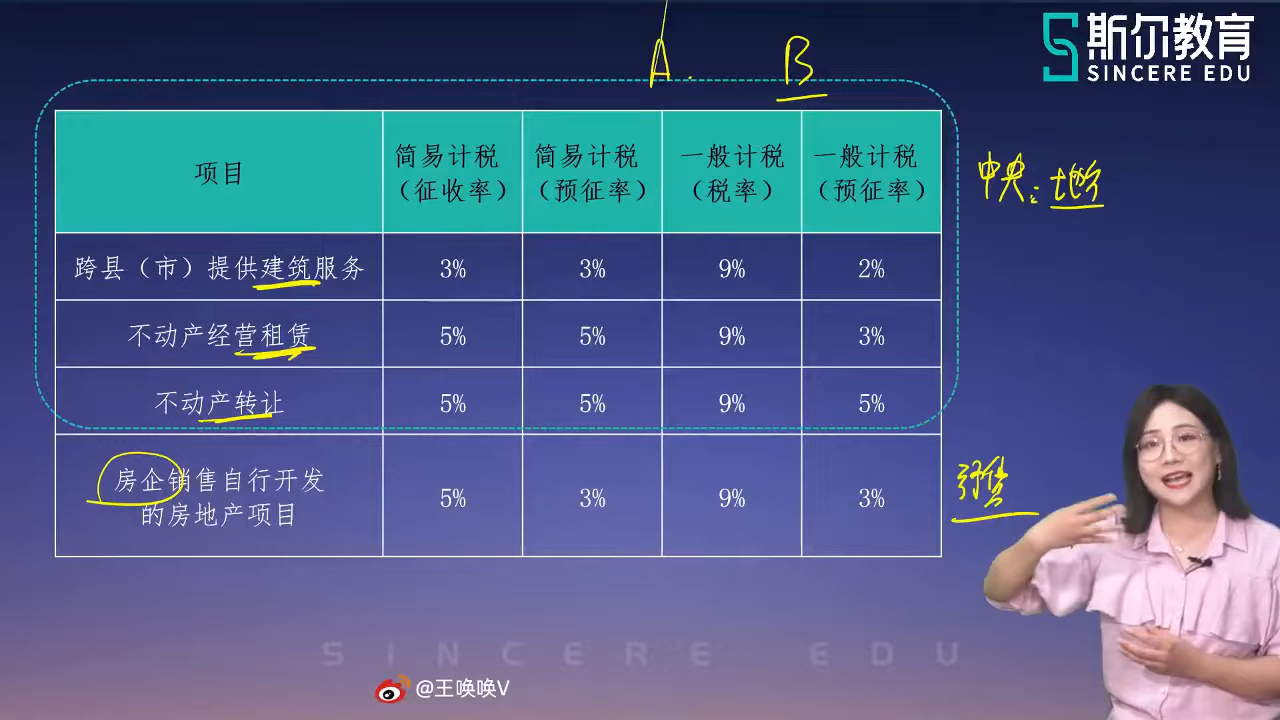 斯尔教育
SINCERE EDU
A. B
项目
简易计税
（征收率）
简易计税
（预征率）
一般计税
（税率）
一般计税
（预征率）
中央：地方
跨县（市）提供建筑服务 3% 3% 9% 2%
不动产经营租赁 5% 5% 9% 3%
不动产转让 5% 5% 9% 5%
房企销售自行开发
的房地产项目
5% 3% 9% 3%
SINCERE EDU
@王唤唤V